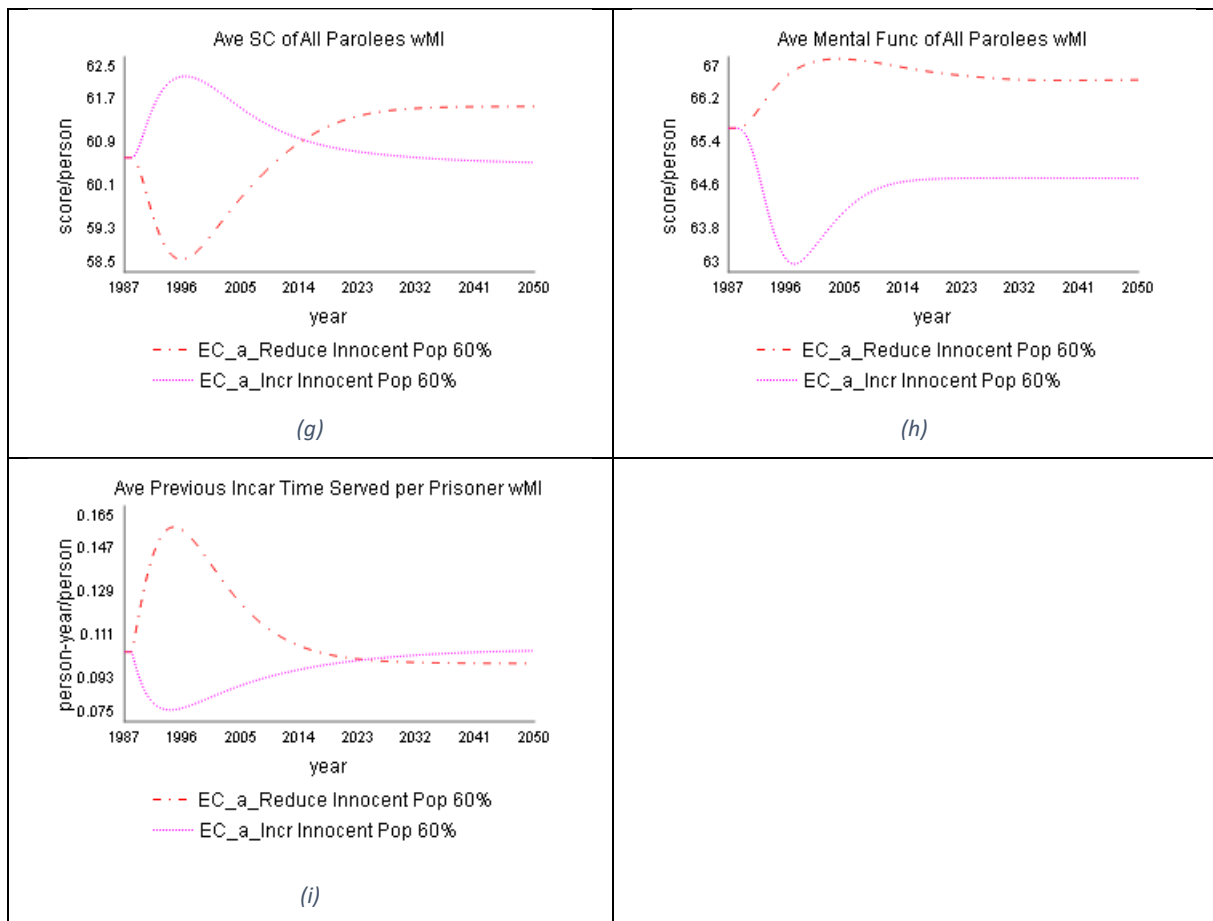 Ave SC of All Parolees wMI
score/person
62.5
61.7
60.9
60.1
59.3
58.5
1987 1996 2005 2014 2023 2032 2041 2050
year
EC_a_Reduce Innocent Pop 60%
EC_a_Incr Innocent Pop 60%
(g)
Ave Mental Func of All Parolees wMI
score/person
67
66.2
65.4
64.6
63.8
63
1987 1996 2005 2014 2023 2032 2041 2050
year
EC_a_Reduce Innocent Pop 60%
EC_a_Incr Innocent Pop 60%
(h)
Ave Previous Incar Time Served per Prisoner wMI
person-year/person
0.165
0.147
0.129
0.111
0.093
0.075
1987 1996 2005 2014 2023 2032 2041 2050
year
EC_a_Reduce Innocent Pop 60%
EC_a_Incr Innocent Pop 60%
(i)